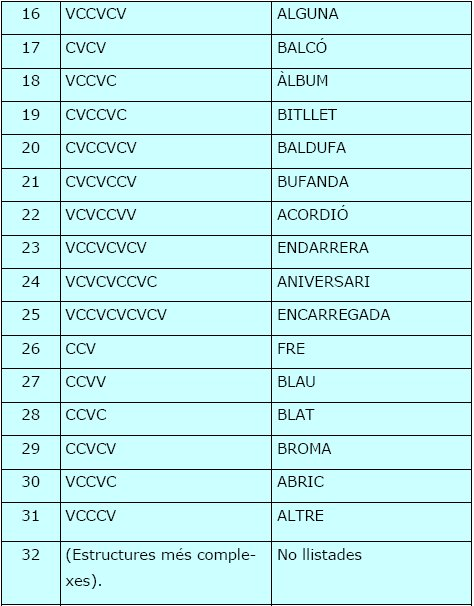 16 VCCVCV ALGUNA
17 CVCV BALCÓ
18 VCCVC ÀLBUM
19 CVCCVC BITLLET
20 CVCCVCV BALDUFA
21 CVCVCCV BUFANDA
22 VCVCCVV ACORDIÓ
23 VCCVCVCV ENDARRERA
24 VCVCVCCVC ANIVERSARI
25 VCCVCVCVCV ENCARREGADA
26 CCV FRE
27 CCVV BLAU
28 CCVC BLAT
29 CCVCV BROMA
30 VCCVC ABRIC
31 VCCCV ALTRE
32 (Estructures més comple- No llistades
xes).